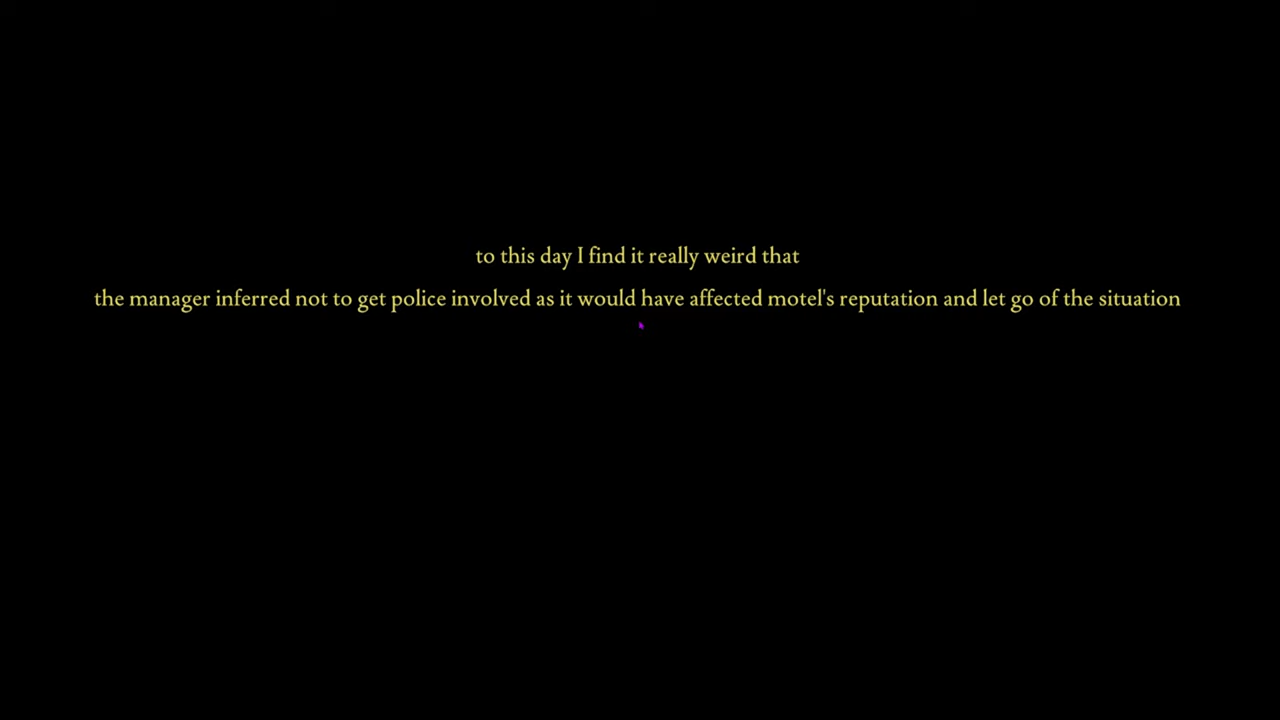 to this day I find it really weird that
the manager inferred not to get police involved as it would have affected motel's reputation and let go of the situation